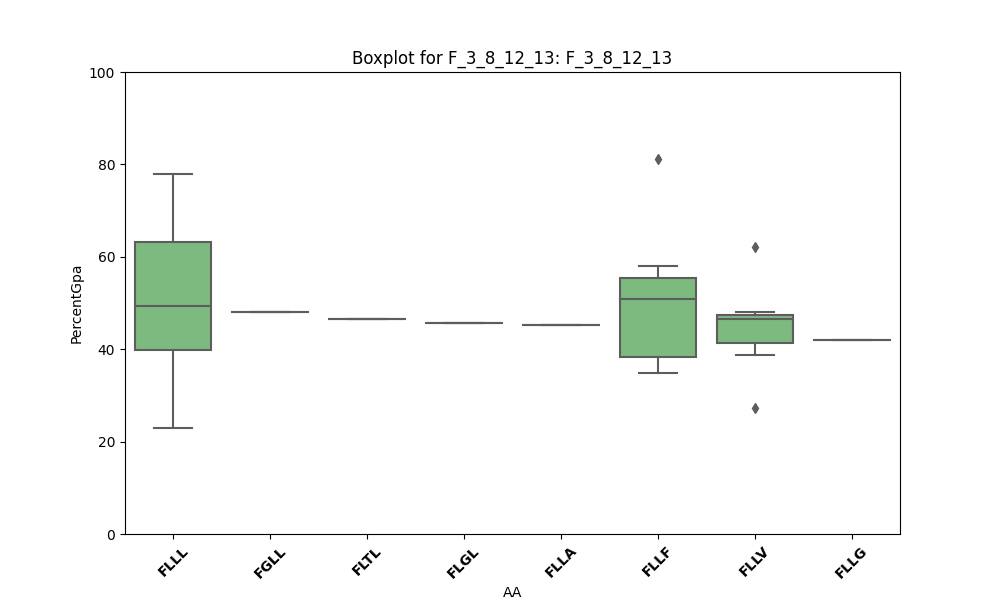 Boxplot for F_3_8_12_13: F_3_8_12_13
100
80
60
40
20
0
PercentGpa
FLLL
FGLL
FLTL
FLGL
FLLA
FLLF
FLLV
FLLG
AA